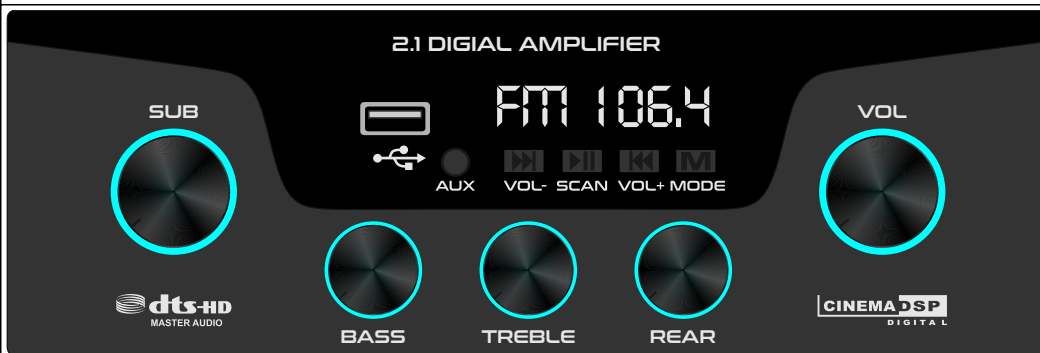 2.1 DIGIAL AMPLIFIER
FM 106.4
SUB
VOL
M
AUX
VOL- SCAN VOL+ MODE
dts-HD
MASTER AUDIO
CINEMA DSP
DIGITAL
BASS TREBLE REAR